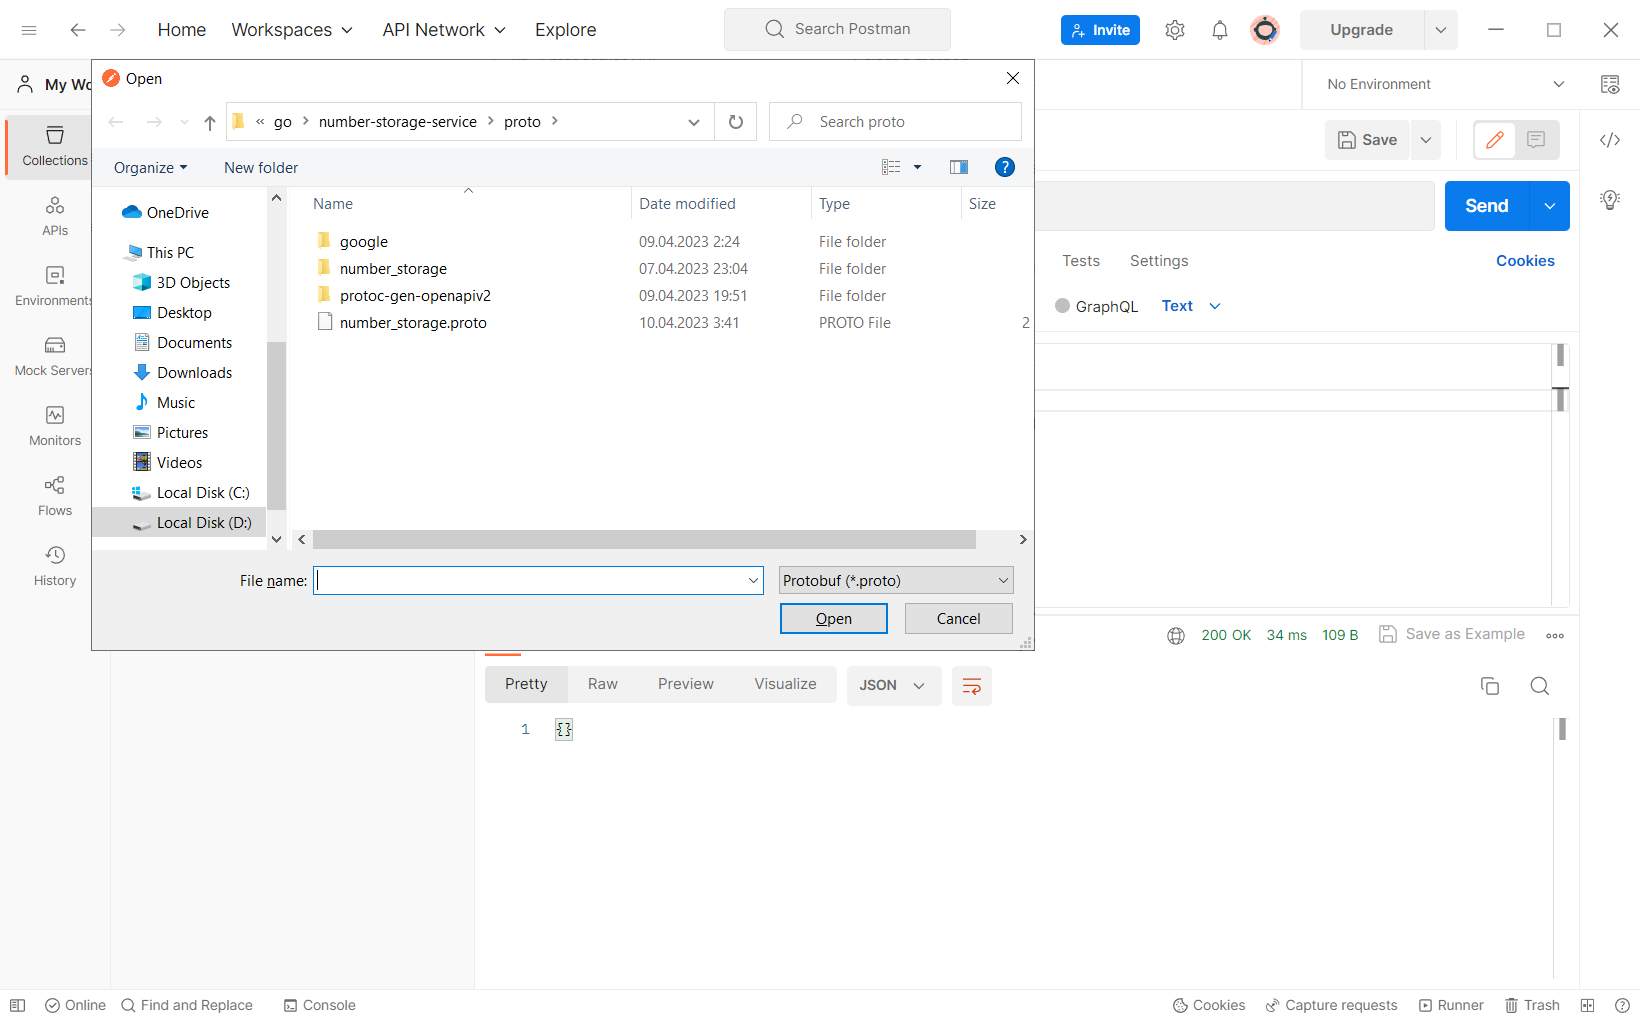 Home Workspaces API Network Explore Search Postman Invite Upgrade
My Wo No Environment
Open
« go > number-storage-service > proto > Search proto
Save
Organize New folder
Collections
APIs
Environments
Mock Servers
Monitors
Flows
History
OneDrive
This PC
3D Objects
Desktop
Documents
Downloads
Music
Pictures
Videos
Local Disk (C:)
Local Disk (D:)
Name Date modified Type Size
google 09.04.2023 2:24 File folder
number_storage 07.04.2023 23:04 File folder
protoc-gen-openapiv2 09.04.2023 19:51 File folder
number_storage.proto 10.04.2023 3:41 PROTO File 2
File name: Protobuf (*.proto)
Open Cancel
Send
Tests Settings Cookies
GraphQL Text
200 OK 34 ms 109 B Save as Example
Pretty Raw Preview Visualize JSON
1 {}
Online Find and Replace Console Cookies Capture requests Runner Trash